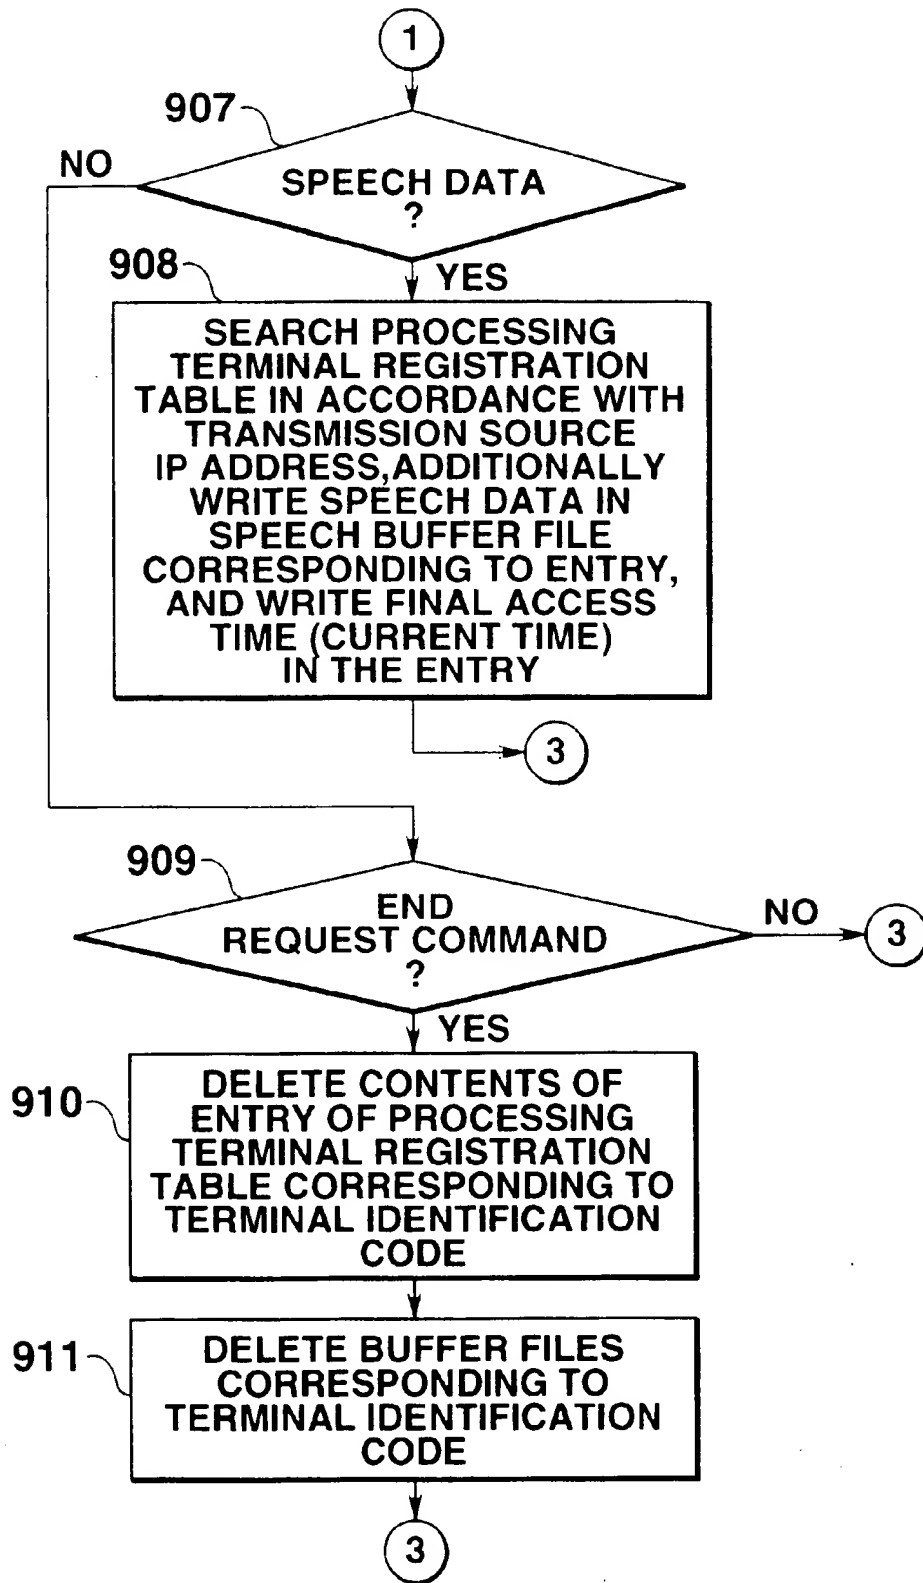 1
907
NO
SPEECH DATA
?
YES
908
SEARCH PROCESSING
TERMINAL REGISTRATION
TABLE IN ACCORDANCE WITH
TRANSMISSION SOURCE
IP ADDRESS,ADDITIONALLY
WRITE SPEECH DATA IN
SPEECH BUFFER FILE
CORRESPONDING TO ENTRY,
AND WRITE FINAL ACCESS
TIME (CURRENT TIME)
IN THE ENTRY
3
909
END
REQUEST COMMAND
?
NO
3
YES
910
DELETE CONTENTS OF
ENTRY OF PROCESSING
TERMINAL REGISTRATION
TABLE CORRESPONDING TO
TERMINAL IDENTIFICATION
CODE
911
DELETE BUFFER FILES
CORRESPONDING TO
TERMINAL IDENTIFICATION
CODE
3